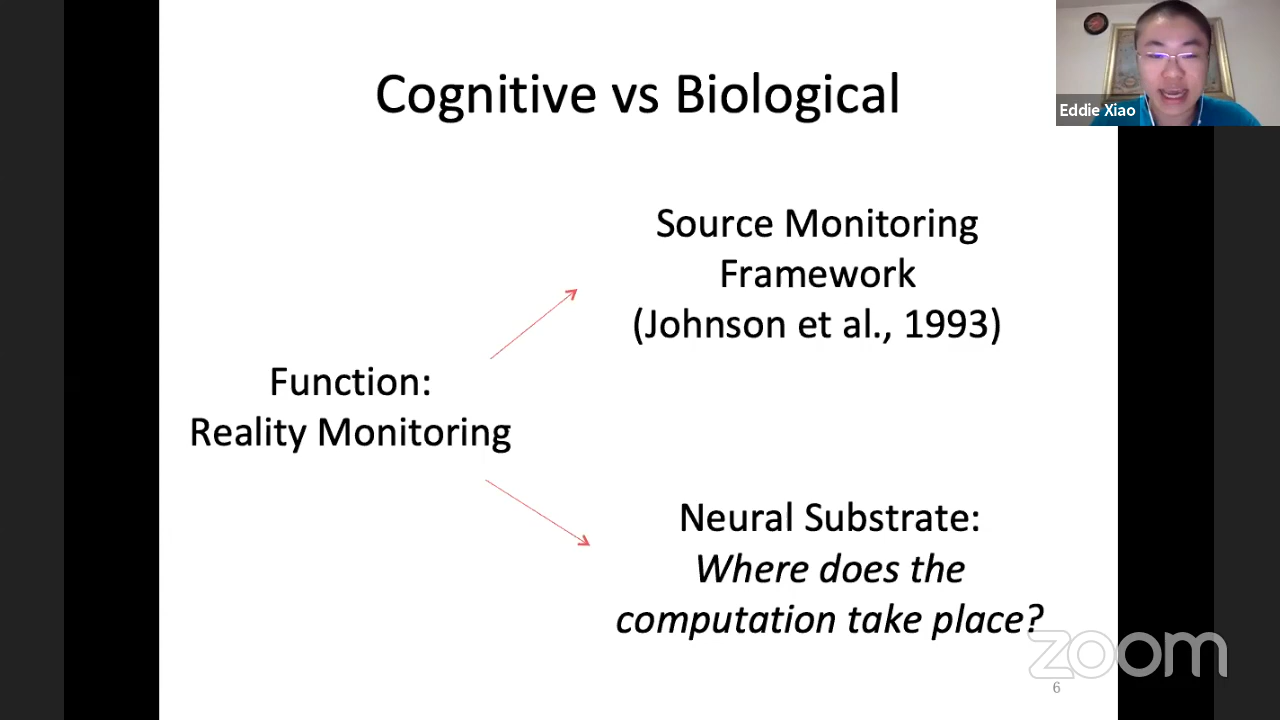 Cognitive vs Biological
Eddie Xiao
Source Monitoring
Framework
(Johnson et al., 1993)
Function:
Reality Monitoring
Neural Substrate:
Where does the
computation take place?
zoom
6